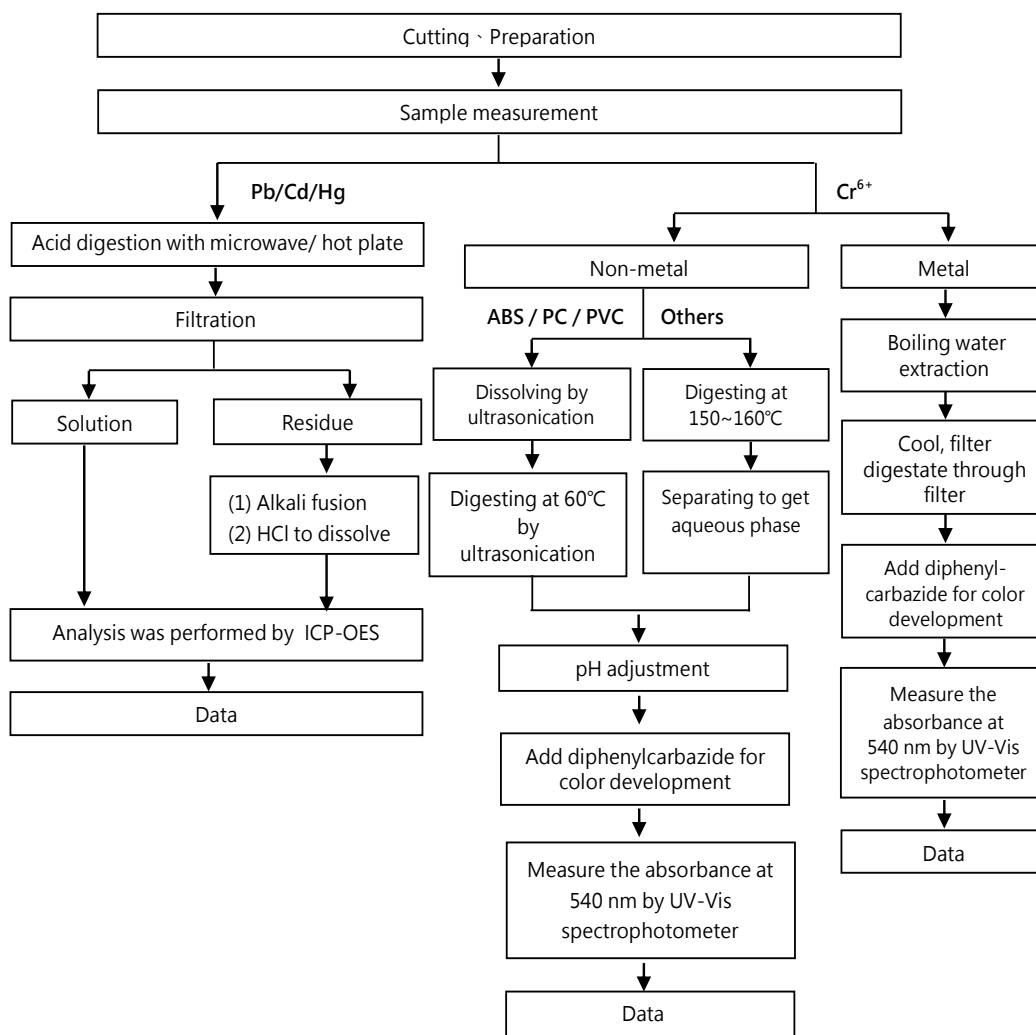 Cutting、Preparation
Sample measurement
Pb/Cd/Hg
Cr⁶⁺
Acid digestion with microwave/ hot plate
Filtration
Solution
Residue
(1) Alkali fusion
(2) HCl to dissolve
Analysis was performed by ICP-OES
Data
Non-metal
ABS / PC / PVC
Others
Dissolving by
ultrasonication
Digesting at 60℃
by
ultrasonication
Digesting at
150~160℃
Separating to get
aqueous phase
pH adjustment
Add diphenylcarbazide for
color development
Measure the absorbance at
540 nm by UV-Vis
spectrophotometer
Data
Metal
Boiling water
extraction
Cool, filter
digestate through
filter
Add diphenyl-
carbazide for color
development
Measure the
absorbance at
540 nm by UV-Vis
spectrophotometer
Data